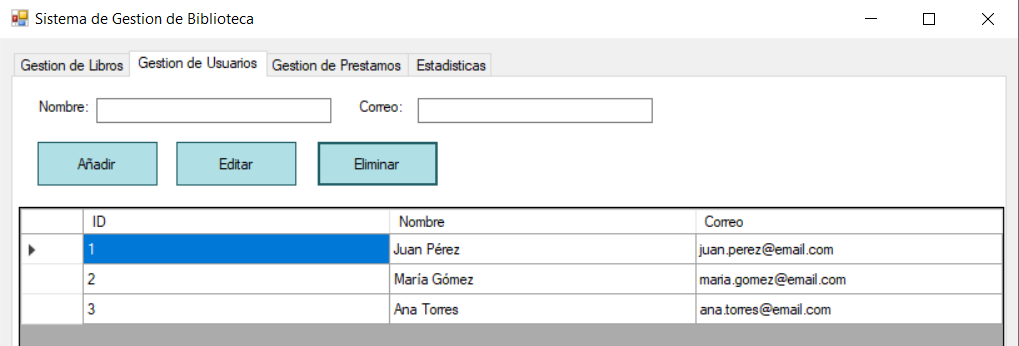 Sistema de Gestion de Biblioteca
Gestion de Libros Gestion de Usuarios Gestion de Prestamos Estadisticas
Nombre: Correo:
Añadir Editar Eliminar
ID Nombre Correo
1 Juan Pérez juan.perez@email.com
2 María Gómez maria.gomez@email.com
3 Ana Torres ana.torres@email.com